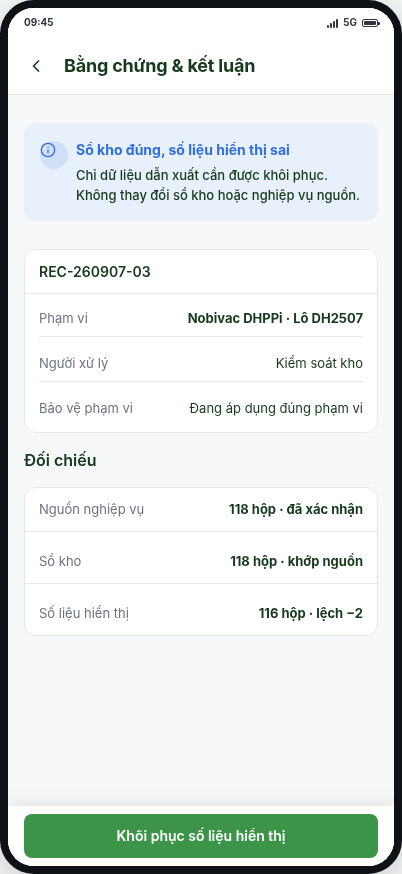 09:45
5G
Bằng chứng & kết luận
Sổ kho đúng, số liệu hiển thị sai
Chỉ dữ liệu dẫn xuất cần được khôi phục.
Không thay đổi sổ kho hoặc nghiệp vụ nguồn.
REC-260907-03
Phạm vi
Nobivac DHPPi · Lô DH2507
Người xử lý
Kiểm soát kho
Bảo vệ phạm vi
Đang áp dụng đúng phạm vi
Đối chiếu
Nguồn nghiệp vụ
118 hộp · đã xác nhận
Sổ kho
118 hộp · khớp nguồn
Số liệu hiển thị
116 hộp · lệch −2
Khôi phục số liệu hiển thị